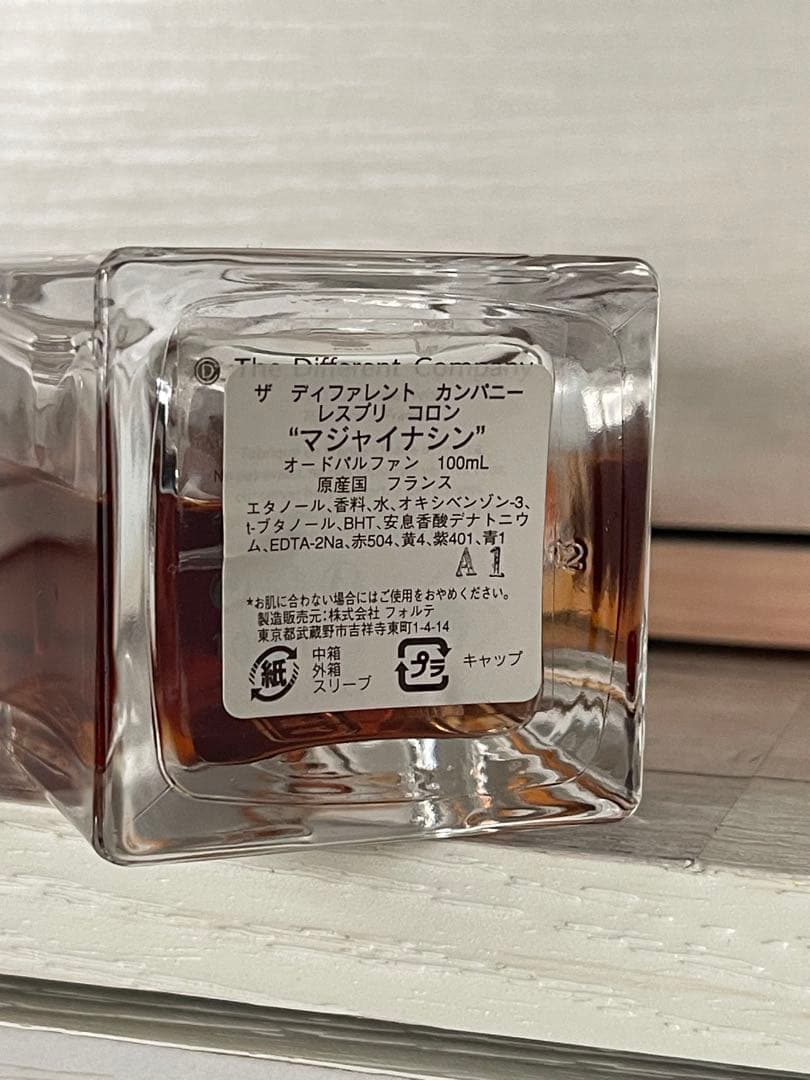 The Different Company
ザ ディファレント カンパニー
レスプリ コロン
“マジャイナシン”
オードパルファン 100mL
原産国 フランス
エタノール、香料、水、オキシベンゾン-3、
t-ブタノール、BHT、安息香酸デナトニウ
ム、EDTA-2Na、赤504、黄4、紫401、青1
A1
*お肌に合わない場合にはご使用をおやめください。
製造販売元:株式会社 フォルテ
東京都武蔵野市吉祥寺東町1-4-14
紙
中箱
外箱
スリーブ
プラ
キャップ